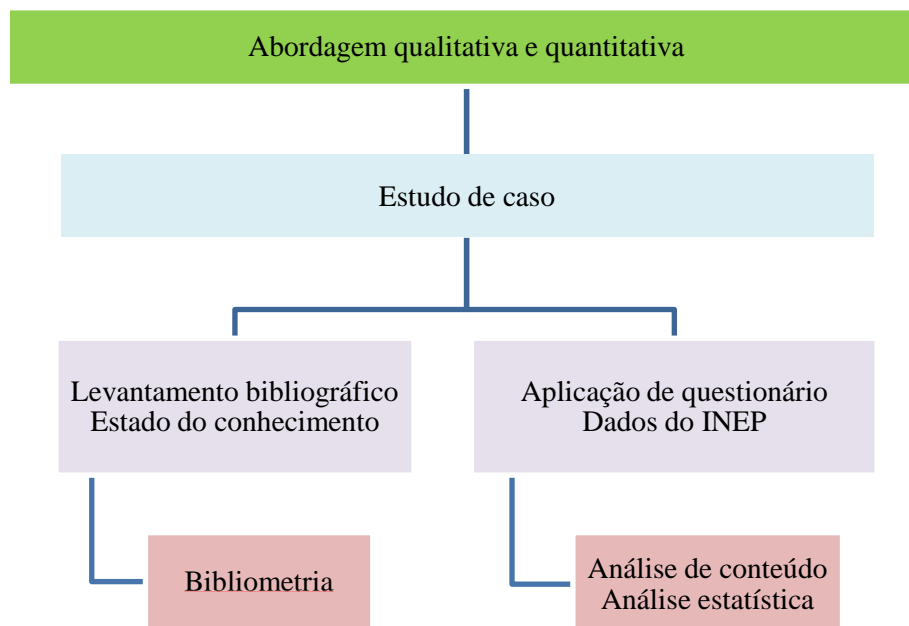 Abordagem qualitativa e quantitativa
Estudo de caso
Levantamento bibliográfico
Estado do conhecimento
Aplicação de questionário
Dados do INEP
Bibliometria
Análise de conteúdo
Análise estatística